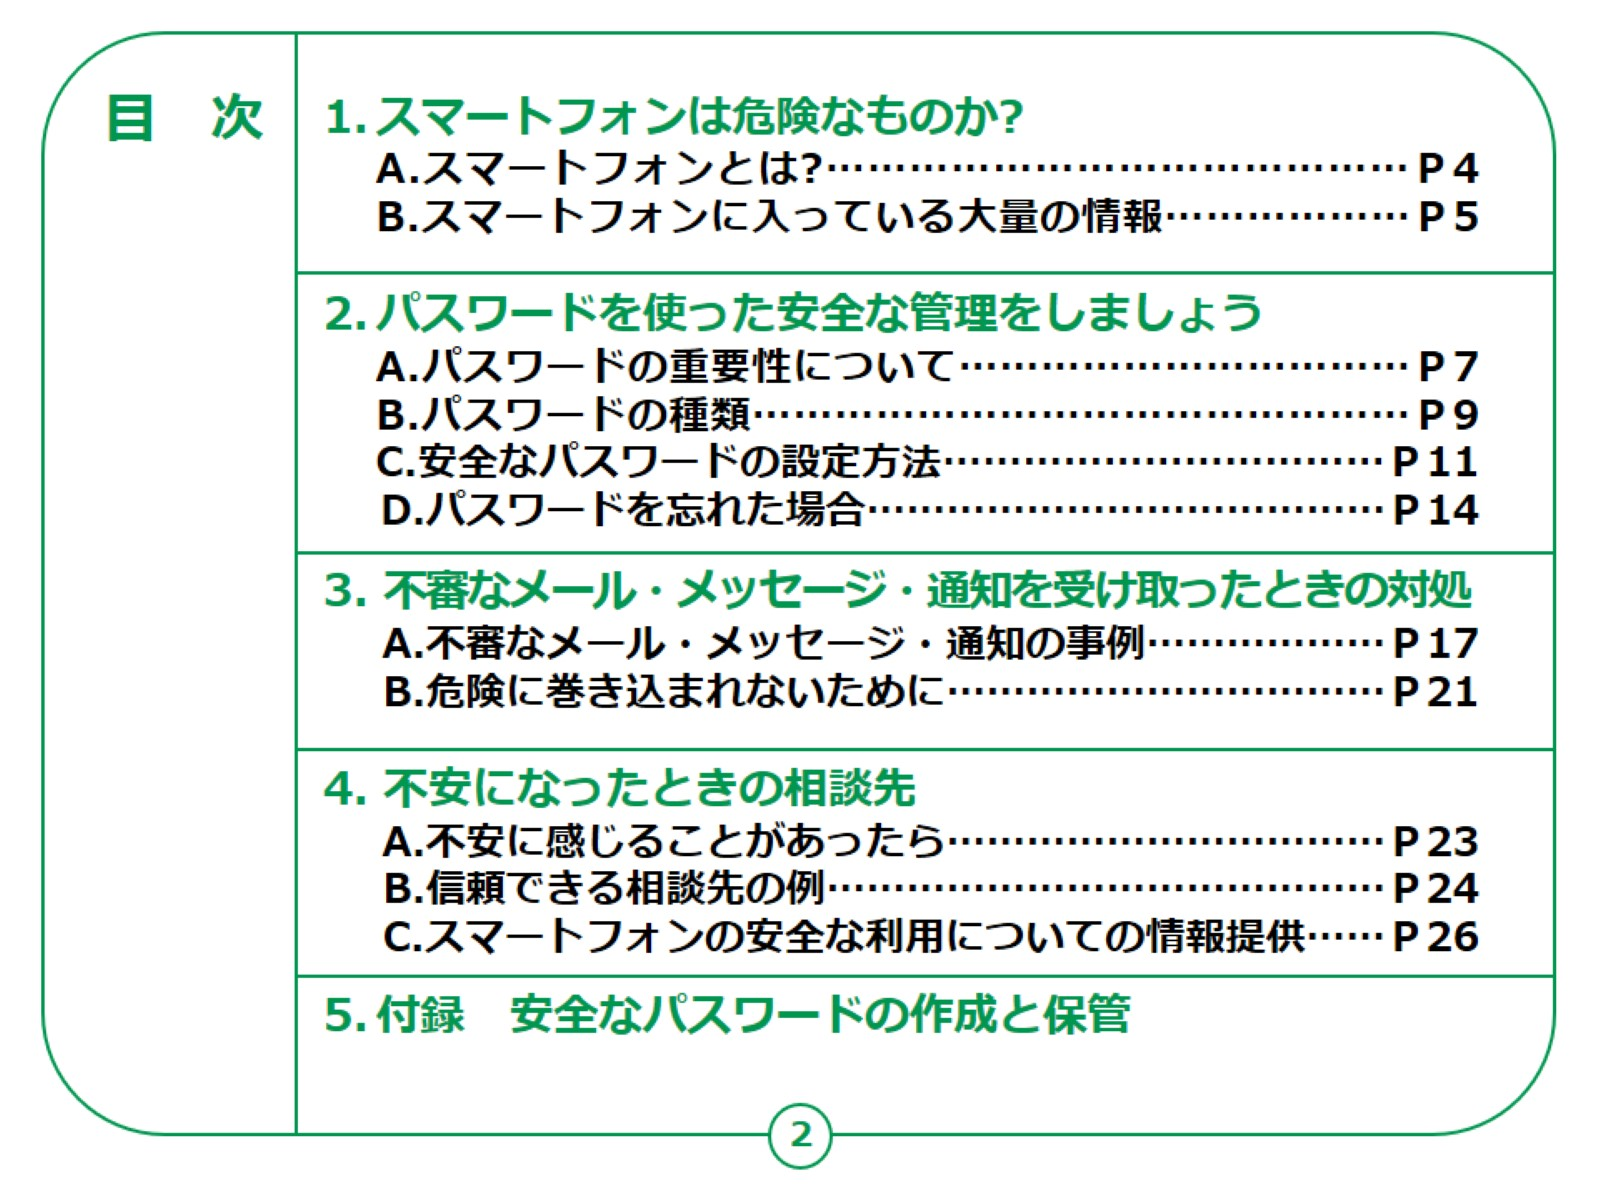 目　次
1.スマートフォンは危険なものか?
A.スマートフォンとは?……………………………………P4
B.スマートフォンに入っている大量の情報………………P5
2.パスワードを使った安全な管理をしましょう
A.パスワードの重要性について……………………………P7
B.パスワードの種類…………………………………………P9
C.安全なパスワードの設定方法……………………………P11
D.パスワードを忘れた場合…………………………………P14
3. 不審なメール・メッセージ・通知を受け取ったときの対処
A.不審なメール・メッセージ・通知の事例………………P17
B.危険に巻き込まれないために……………………………P21
4. 不安になったときの相談先
A.不安に感じることがあったら……………………………P23
B.信頼できる相談先の例……………………………………P24
C.スマートフォンの安全な利用についての情報提供……P26
5.付録　安全なパスワードの作成と保管
2